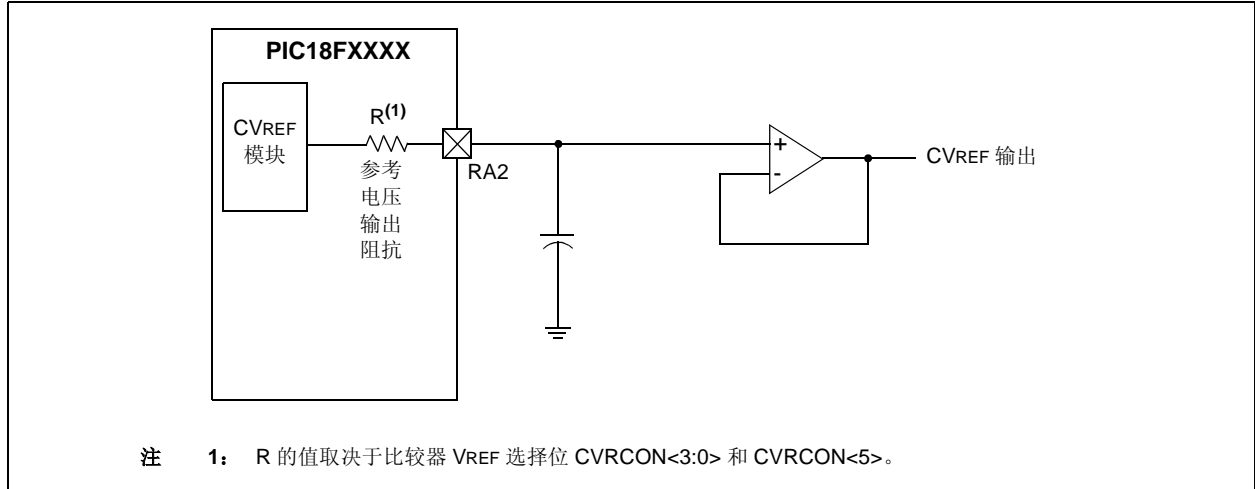 PIC18FXXXX
CVREF
模块
R(1)
参考
电压
输出
阻抗
RA2
+
-
CVREF 输出
注 1： R 的值取决于比较器 VREF 选择位 CVRCON<3:0> 和 CVRCON<5>。